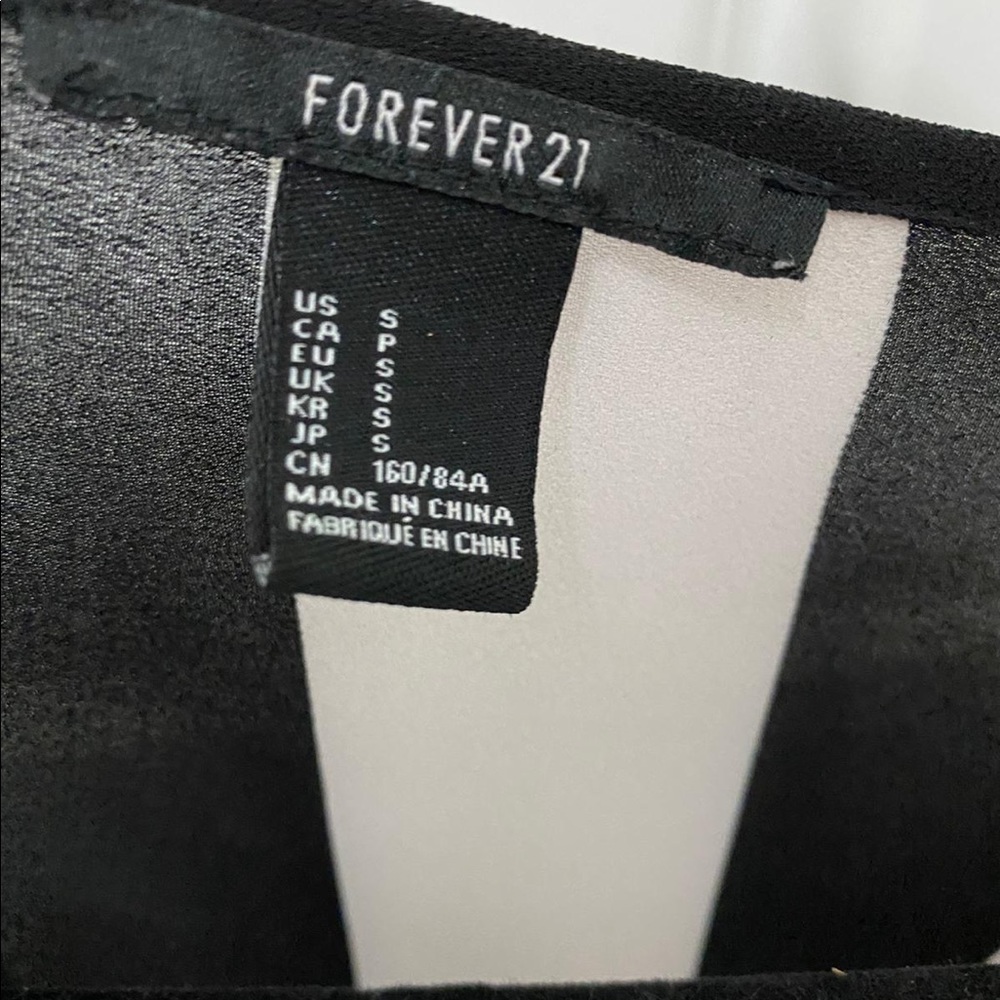 FOREVER 21
US S
CA P
EU S
UK S
KR S
JP S
CN 160/84A
MADE IN CHINA
FABRIQUÉ EN CHINE